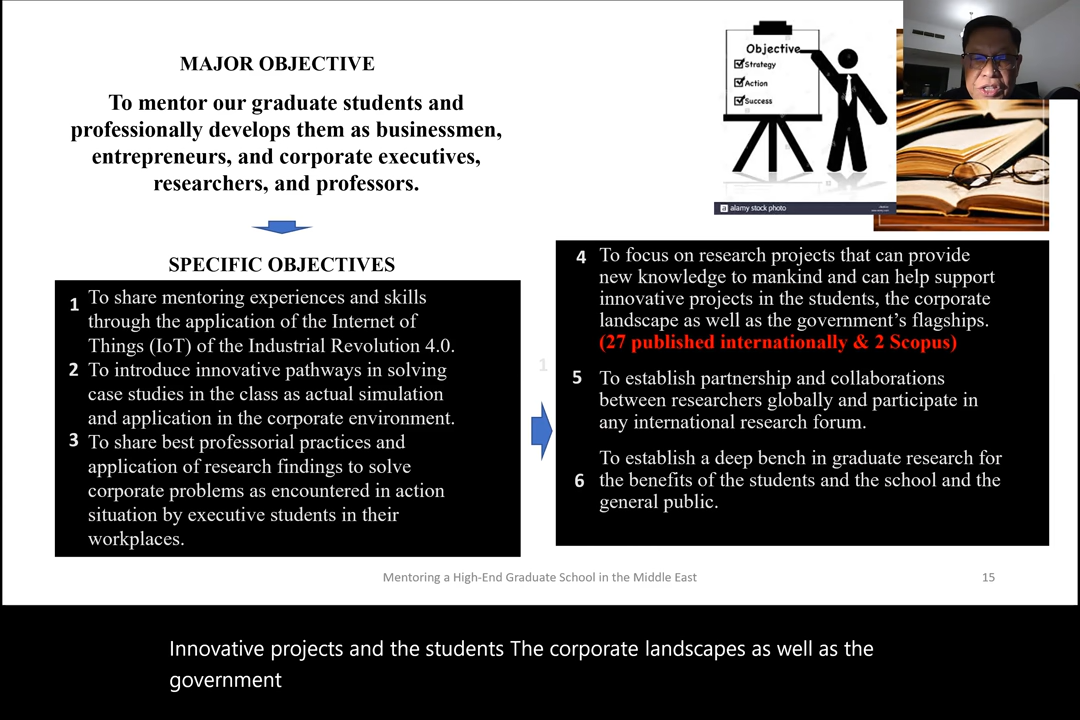 MAJOR OBJECTIVE
To mentor our graduate students and
professionally develops them as businessmen,
entrepreneurs, and corporate executives,
researchers, and professors.
Objective
Strategy
Action
Success
a alamy stock photo
SPECIFIC OBJECTIVES
1 To share mentoring experiences and skills
through the application of the Internet of
Things (IoT) of the Industrial Revolution 4.0.
2 To introduce innovative pathways in solving
case studies in the class as actual simulation
and application in the corporate environment.
3 To share best professorial practices and
application of research findings to solve
corporate problems as encountered in action
situation by executive students in their
workplaces.
1
4 To focus on research projects that can provide
new knowledge to mankind and can help support
innovative projects in the students, the corporate
landscape as well as the government’s flagships.
(27 published internationally & 2 Scopus)
5 To establish partnership and collaborations
between researchers globally and participate in
any international research forum.
To establish a deep bench in graduate research for
6 the benefits of the students and the school and the
general public.
Mentoring a High-End Graduate School in the Middle East
15
Innovative projects and the students The corporate landscapes as well as the
government